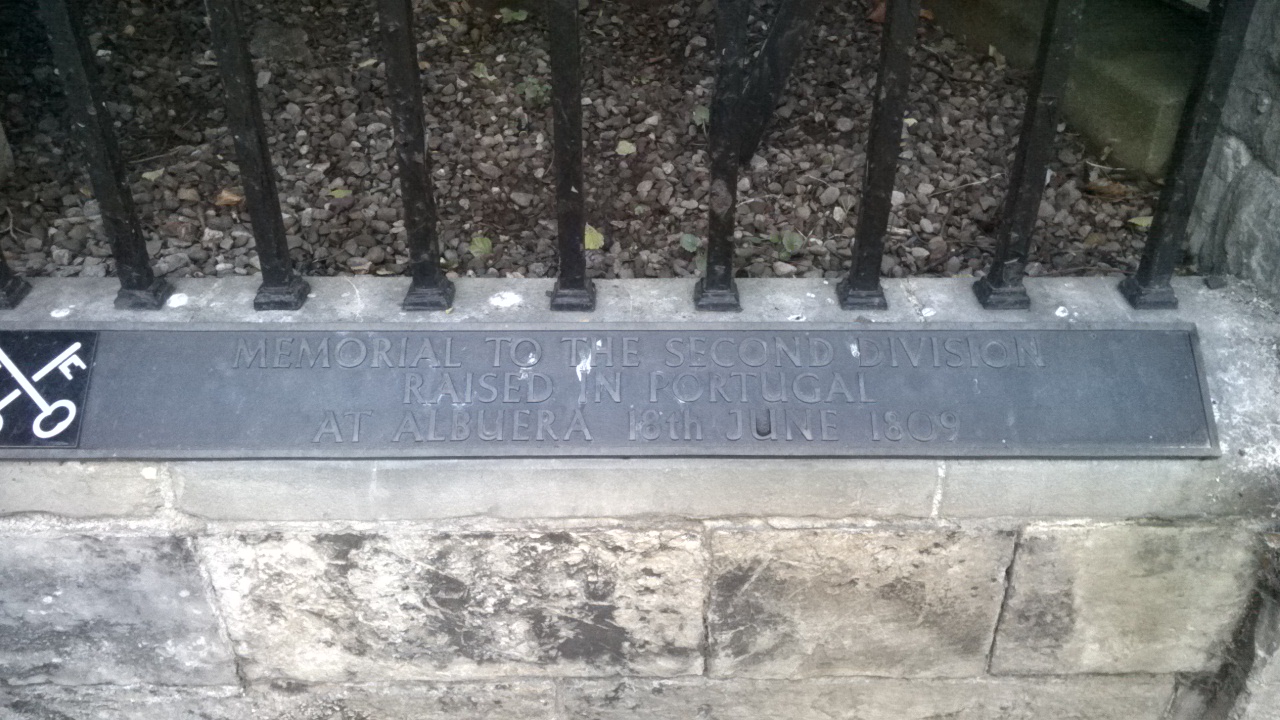 MEMORIAL TO THE SECOND DIVISION
RAISED IN PORTUGAL
AT ALBUERA 18th JUNE 1809